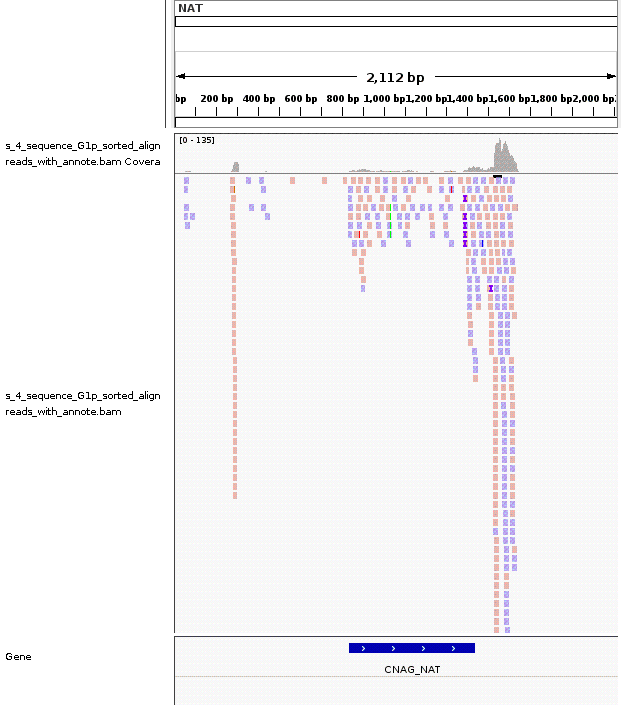 NAT
2,112 bp
bp 200 bp 400 bp 600 bp 800 bp 1,000 bp 1,200 bp 1,400 bp 1,600 bp 1,800 bp 2,000 bp
[0 - 135]
s_4_sequence_G1p_sorted_align
reads_with_annote.bam Covera
s_4_sequence_G1p_sorted_align
reads_with_annote.bam
Gene
CNAG_NAT